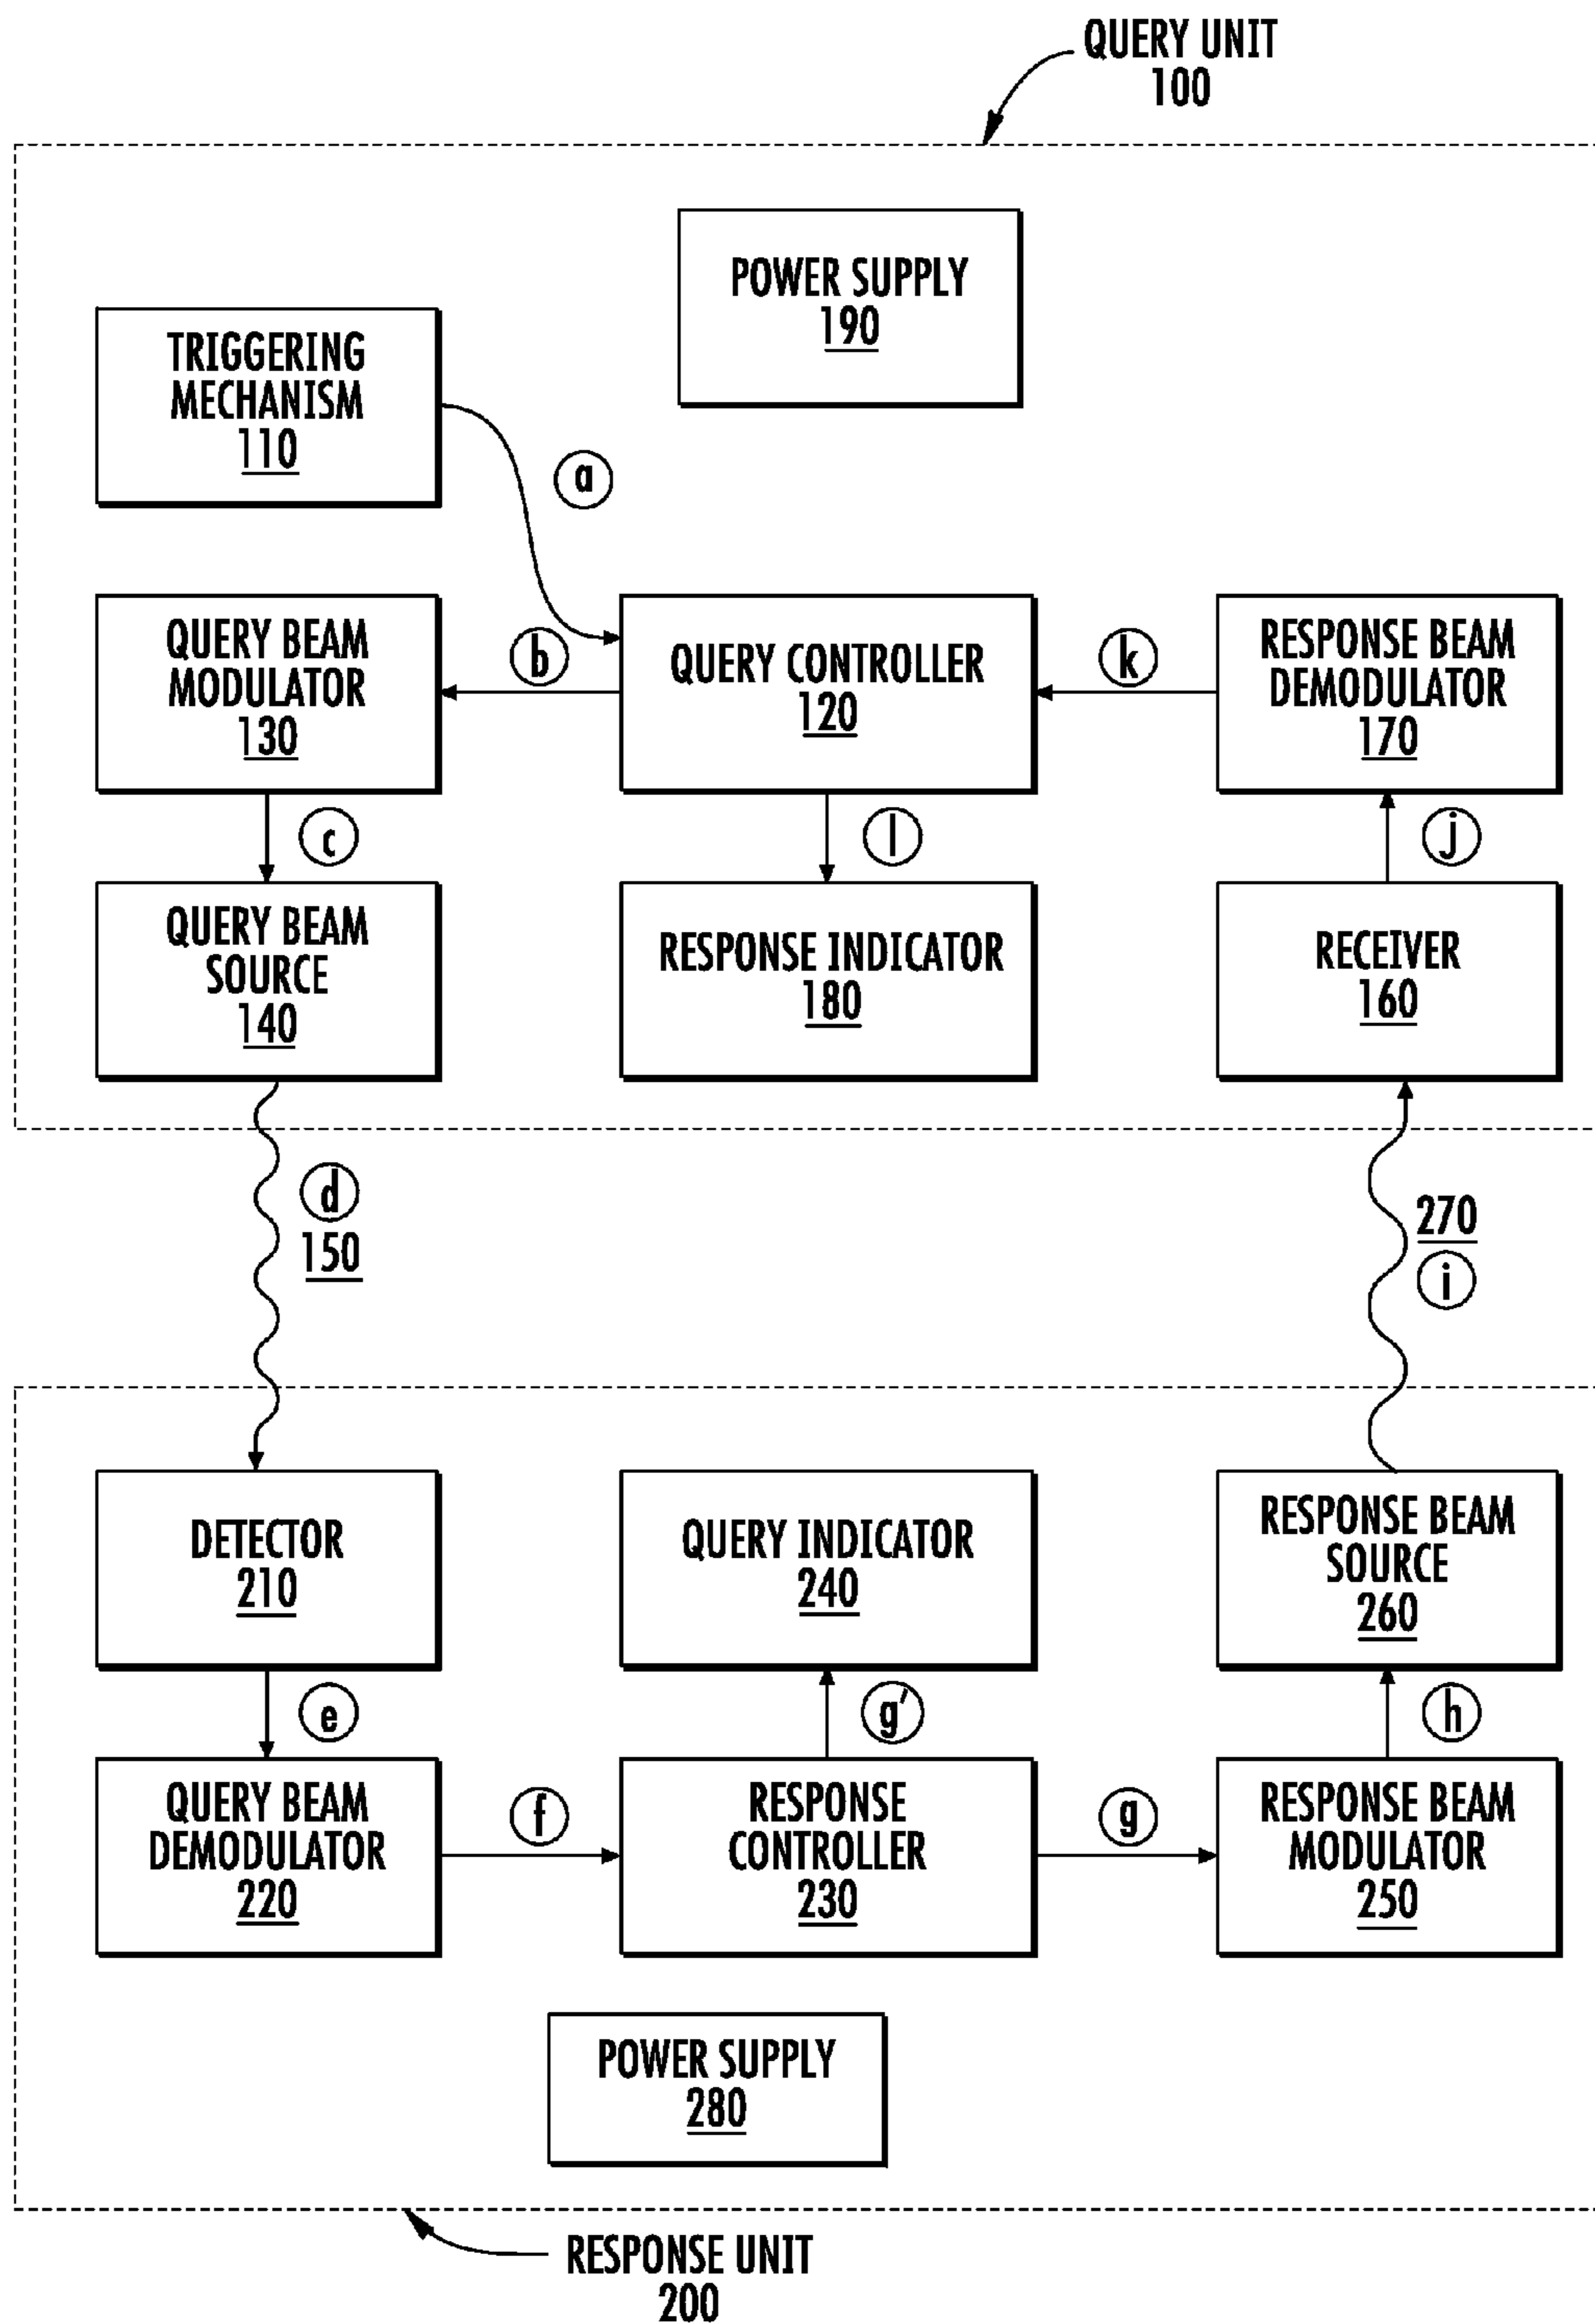 QUERY UNIT
100
POWER SUPPLY
190
TRIGGERING
MECHANISM
110
a
QUERY BEAM
MODULATOR
130
b
QUERY CONTROLLER
120
k
RESPONSE BEAM
DEMODULATOR
170
c
l
j
QUERY BEAM
SOURCE
140
RESPONSE INDICATOR
180
RECEIVER
160
d
150
270
i
DETECTOR
210
QUERY INDICATOR
240
RESPONSE BEAM
SOURCE
260
e
g'
h
QUERY BEAM
DEMODULATOR
220
f
RESPONSE
CONTROLLER
230
g
RESPONSE BEAM
MODULATOR
250
POWER SUPPLY
280
RESPONSE UNIT
200